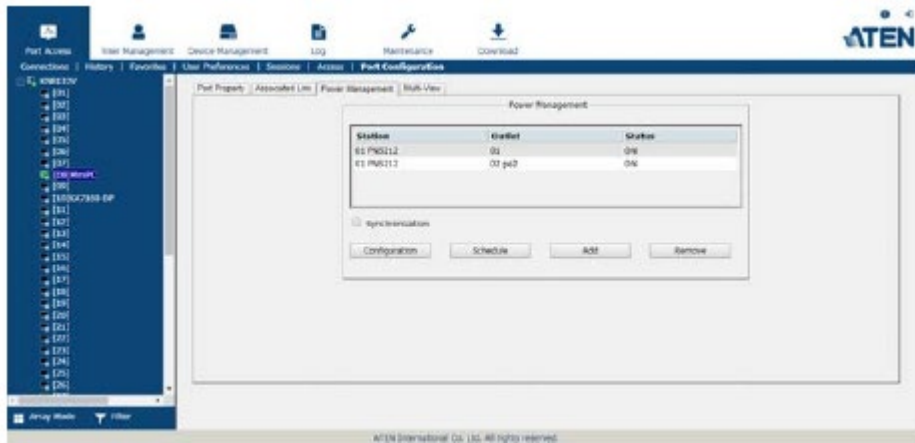 ATEN
Port Access
User Management
Device Management
Log
Maintenance
Download
Connections | History | Favorites | User Preferences | Sessions | Access | Port Configuration
[01]
[02]
[03]
[04]
[05]
[06]
[07]
[08]MiniPC
[09]
[11]
[12]
[13]
[14]
[15]
[16]
[17]
[18]
[19]
[20]
[21]
[22]
[23]
[24]
[25]
[26]
Array Mode
Filter
Port Property
Associated Link
Power Management
Multi-View
Power Management
Station Outlet Status
01 01 ON
01 02 ON
Synchronization
Configuration
Schedule
Add
Remove
ATEN International Co. Ltd. All rights reserved.